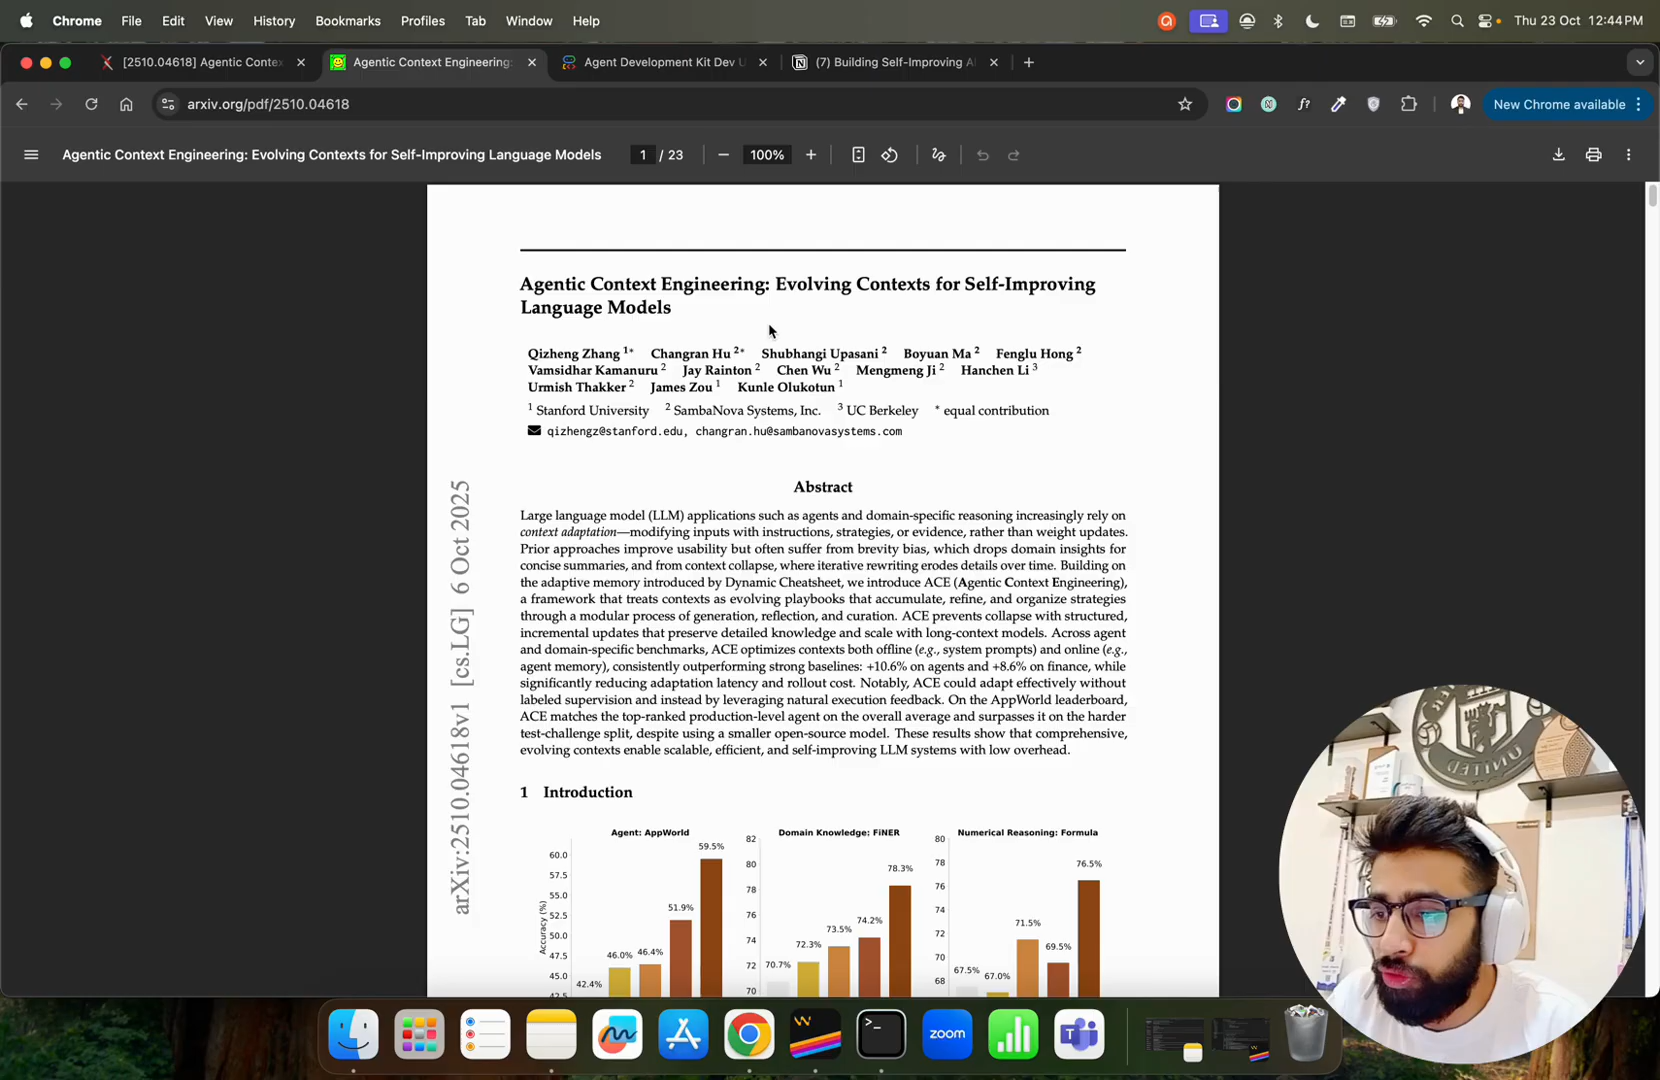 Chrome File Edit View History Bookmarks Profiles Tab Window Help Thu 23 Oct 12:44 PM
[2510.04618] Agentic Contex Agentic Context Engineering: Agent Development Kit Dev U (7) Building Self-Improving AI
arxiv.org/pdf/2510.04618 f? New Chrome available
Agentic Context Engineering: Evolving Contexts for Self-Improving Language Models 1 / 23 100%
Agentic Context Engineering: Evolving Contexts for Self-Improving
Language Models
Qizheng Zhang 1* Changran Hu 2* Shubhangi Upasani 2 Boyuan Ma 2 Fenglu Hong 2
Vamsidhar Kamanuru 2 Jay Rainton 2 Chen Wu 2 Mengmeng Ji 2 Hanchen Li 3
Urmish Thakker 2 James Zou 1 Kunle Olukotun 1
1 Stanford University 2 SambaNova Systems, Inc. 3 UC Berkeley * equal contribution
qizhengz@stanford.edu, changran.hu@sambanovasystems.com
arXiv:2510.04618v1 [cs.LG] 6 Oct 2025
Abstract
Large language model (LLM) applications such as agents and domain-specific reasoning increasingly rely on
context adaptation—modifying inputs with instructions, strategies, or evidence, rather than weight updates.
Prior approaches improve usability but often suffer from brevity bias, which drops domain insights for
concise summaries, and from context collapse, where iterative rewriting erodes details over time. Building on
the adaptive memory introduced by Dynamic Cheatsheet, we introduce ACE (Agentic Context Engineering),
a framework that treats contexts as evolving playbooks that accumulate, refine, and organize strategies
through a modular process of generation, reflection, and curation. ACE prevents collapse with structured,
incremental updates that preserve detailed knowledge and scale with long-context models. Across agent
and domain-specific benchmarks, ACE optimizes contexts both offline (e.g., system prompts) and online (e.g.,
agent memory), consistently outperforming strong baselines: +10.6% on agents and +8.6% on finance, while
significantly reducing adaptation latency and rollout cost. Notably, ACE could adapt effectively without
labeled supervision and instead by leveraging natural execution feedback. On the AppWorld leaderboard,
ACE matches the top-ranked production-level agent on the overall average and surpasses it on the harder
test-challenge split, despite using a smaller open-source model. These results show that comprehensive,
evolving contexts enable scalable, efficient, and self-improving LLM systems with low overhead.
1 Introduction
Agent: AppWorld
Accuracy (%)
60.0
57.5
55.0
52.5
50.0
47.5
45.0
42.5
42.4%
46.0%
46.4%
51.9%
59.5%
Domain Knowledge: FiNER
82
80
78
76
74
72
70
70.7%
72.3%
73.5%
74.2%
78.3%
Numerical Reasoning: Formula
80
78
76
74
72
70
68
67.5%
67.0%
71.5%
69.5%
76.5%
UNITED
zoom